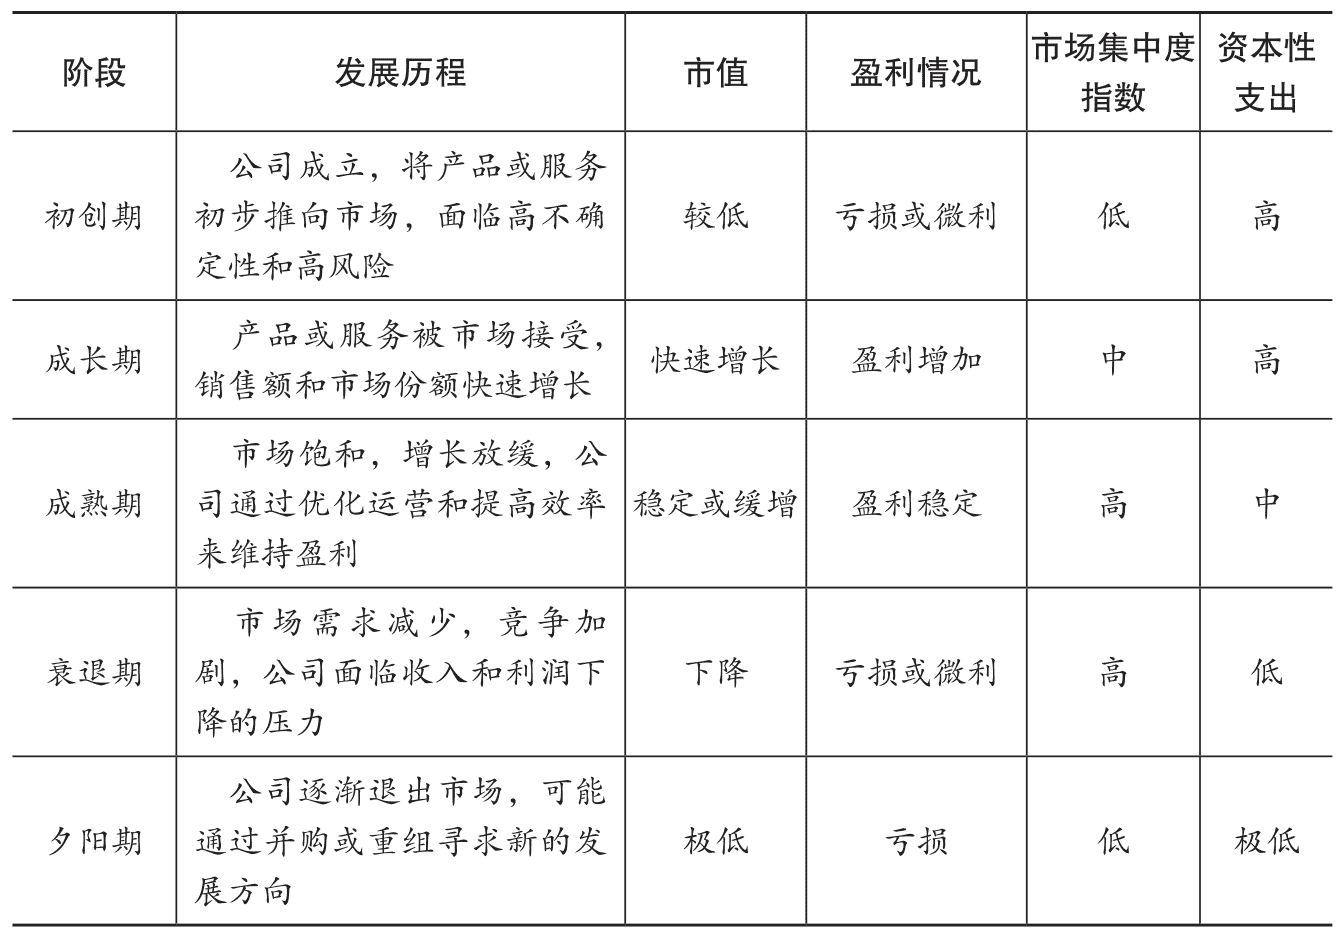 阶段 发展历程 市值 盈利情况 市场集中度 资本性
指数 支出
公司成立，将产品或服务
初创期 初步推向市场，面临高不确 较低 亏损或微利 低 高
定性和高风险
产品或服务被市场接受，
成长期 快速增长 盈利增加 中 高
销售额和市场份额快速增长
市场饱和，增长放缓，公
成熟期 司通过优化运营和提高效率 稳定或缓增 盈利稳定 高 中
来维持盈利
市场需求减少，竞争加
衰退期 剧，公司面临收入和利润下 下降 亏损或微利 高 低
降的压力
公司逐渐退出市场，可能
夕阳期 通过并购或重组寻求新的发 极低 亏损 低 极低
展方向